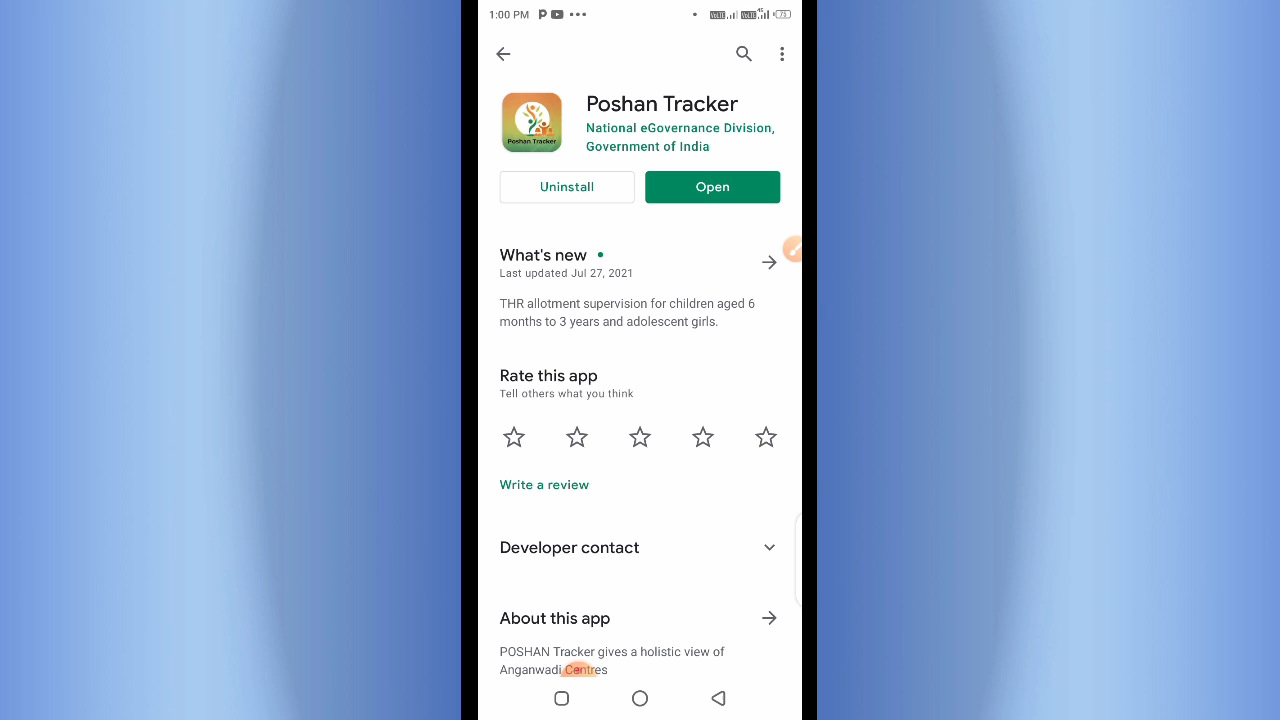 1:00 PM
Poshan Tracker
Poshan Tracker
National eGovernance Division,
Government of India
Uninstall
Open
What's new
Last updated Jul 27, 2021
THR allotment supervision for children aged 6
months to 3 years and adolescent girls.
Rate this app
Tell others what you think
Write a review
Developer contact
About this app
POSHAN Tracker gives a holistic view of
Anganwadi Centres